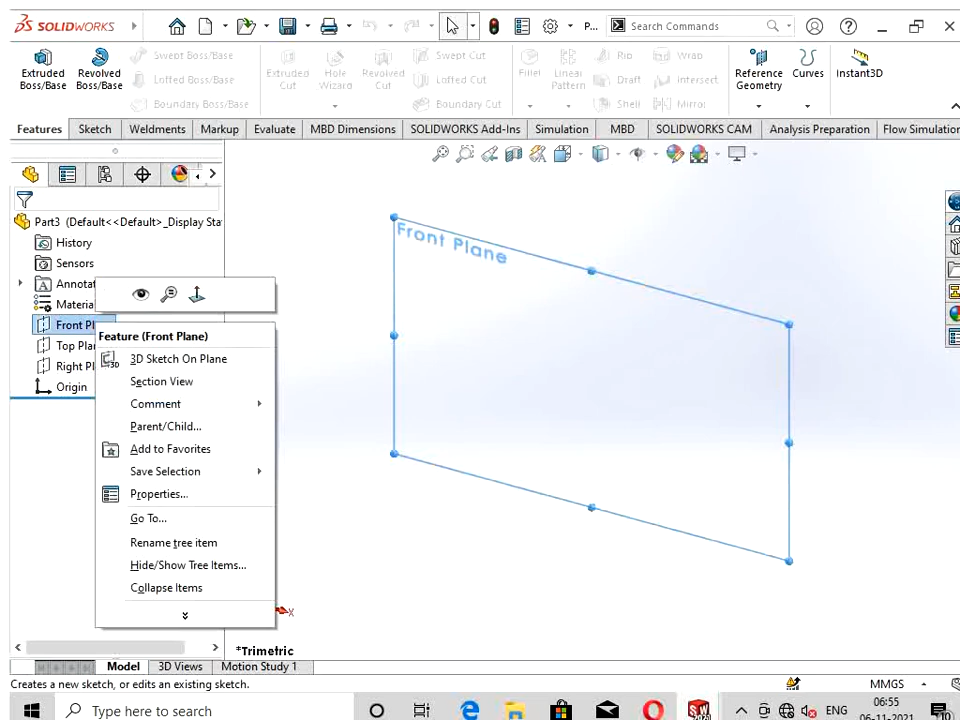 SOLIDWORKS
P...
Search Commands
Extruded Boss/Base
Revolved Boss/Base
Swept Boss/Base
Lofted Boss/Base
Boundary Boss/Base
Extruded Cut
Hole Wizard
Revolved Cut
Swept Cut
Lofted Cut
Boundary Cut
Fillet
Linear Pattern
Rib
Draft
Shell
Wrap
Intersect
Mirror
Reference Geometry
Curves
Instant3D
Features Sketch Weldments Markup Evaluate MBD Dimensions SOLIDWORKS Add-Ins Simulation MBD SOLIDWORKS CAM Analysis Preparation Flow Simulation
Part3 (Default<<Default>_Display Sta
History
Sensors
Annotat
Materia
Front Pl
Top Plan
Right Pl
Origin
Feature (Front Plane)
3D Sketch On Plane
Section View
Comment
Parent/Child...
Add to Favorites
Save Selection
Properties...
Go To...
Rename tree item
Hide/Show Tree Items...
Collapse Items
Front Plane
X
*Trimetric
Model 3D Views Motion Study 1
Creates a new sketch, or edits an existing sketch.
MMGS
Type here to search
ENG
06:55
06-11-2021